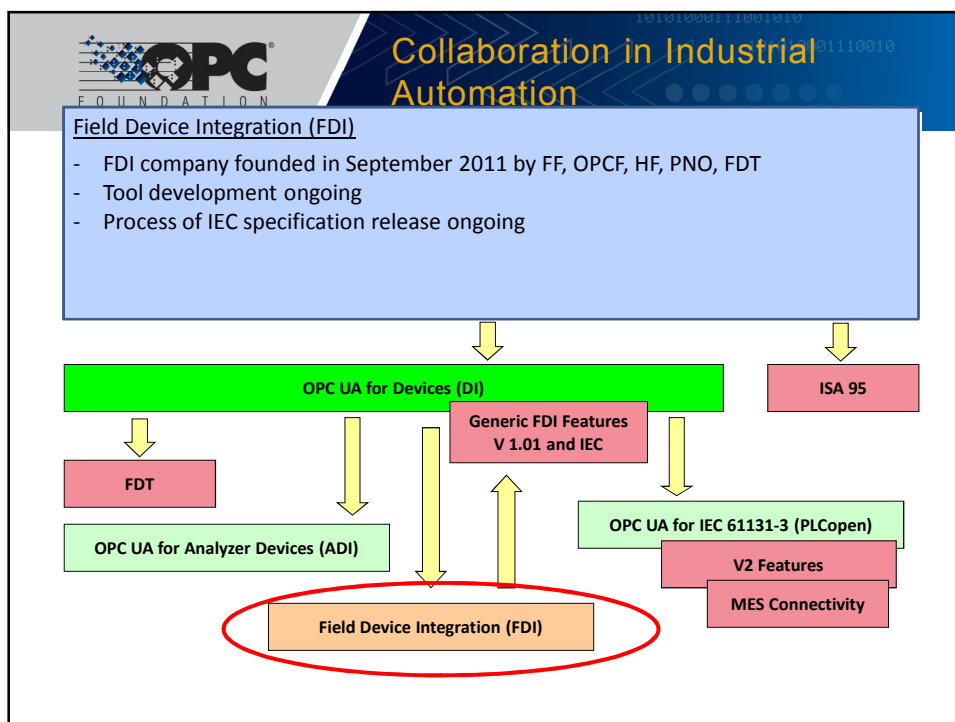 10101000111001010
OPC®
FOUNDATION
Collaboration in Industrial
Automation
Field Device Integration (FDI)
- FDI company founded in September 2011 by FF, OPCF, HF, PNO, FDT
- Tool development ongoing
- Process of IEC specification release ongoing
OPC UA for Devices (DI)
ISA 95
Generic FDI Features
V 1.01 and IEC
FDT
OPC UA for IEC 61131-3 (PLCopen)
OPC UA for Analyzer Devices (ADI)
V2 Features
MES Connectivity
Field Device Integration (FDI)